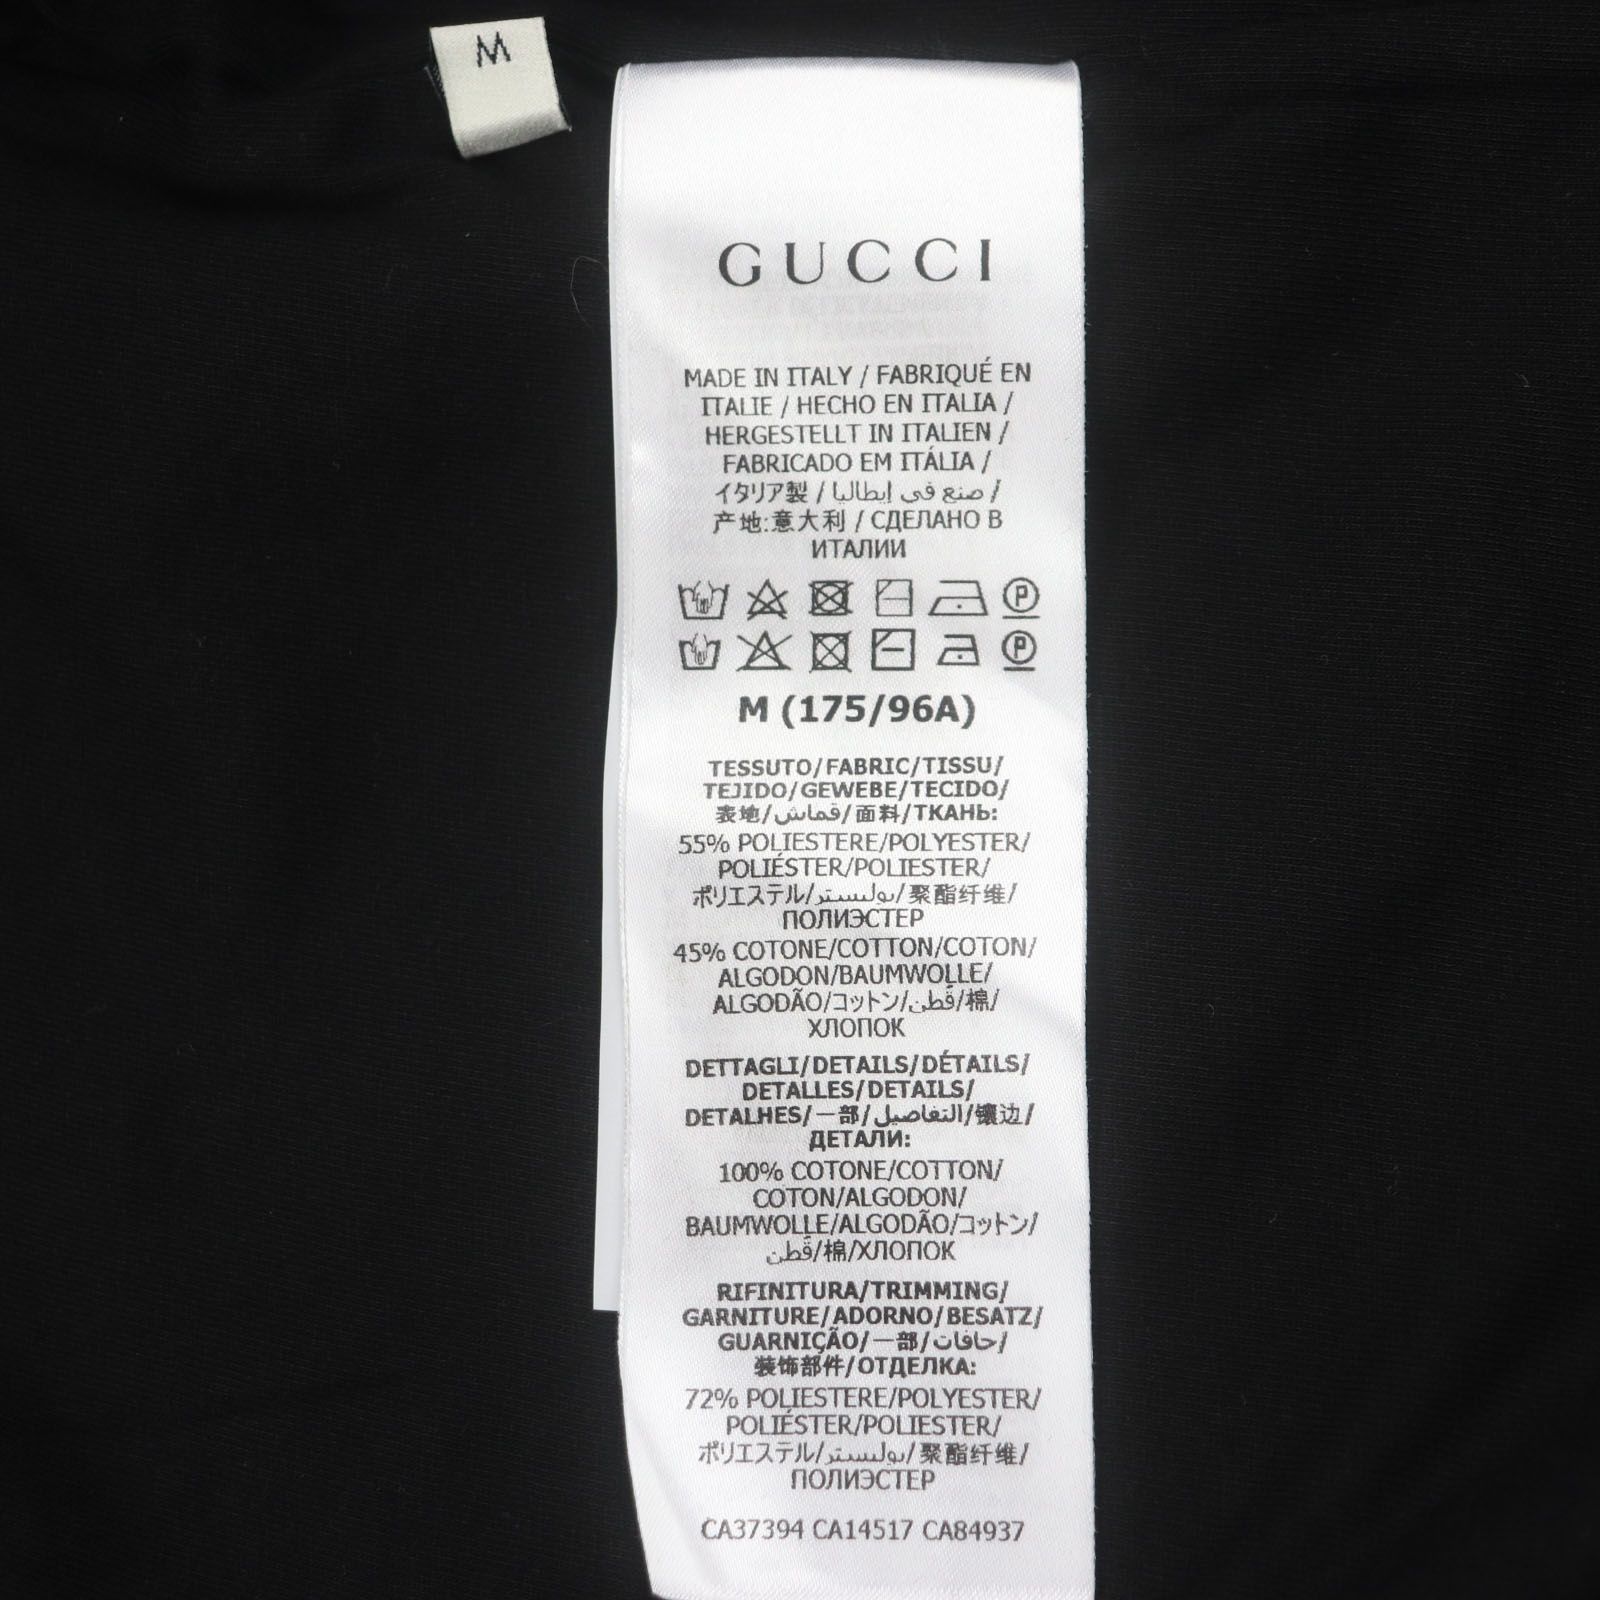 M
GUCCI
MADE IN ITALY / FABRIQUÉ EN
ITALIE / HECHO EN ITALIA /
HERGESTELLT IN ITALIEN /
FABRICADO EM ITÁLIA /
イタリア製 / صنع في إيطاليا /
产地:意大利 / СДЕЛАНО В
ИТАЛИИ
P
P
M (175/96A)
TESSUTO/FABRIC/TISSU/
TEJIDO/GEWEBE/TECIDO/
表地/قماش/面料/ТКАНЬ:
55% POLIESTERE/POLYESTER/
POLIÉSTER/POLIESTER/
ポリエステル/بوليستر/聚酯纤维/
ПОЛИЭСТЕР
45% COTONE/COTTON/COTON/
ALGODON/BAUMWOLLE/
ALGODÃO/コットン/قطن/棉/
ХЛОПОК
DETTAGLI/DETAILS/DÉTAILS/
DETALLES/DETAILS/
DETALHES/一部/التفاصيل/镶边/
ДЕТАЛИ:
100% COTONE/COTTON/
COTON/ALGODON/
BAUMWOLLE/ALGODÃO/コットン/
قطن/棉/ХЛОПОК
RIFINITURA/TRIMMING/
GARNITURE/ADORNO/BESATZ/
GUARNIÇÃO/一部/حافات/
装饰部件/ОТДЕЛКА:
72% POLIESTERE/POLYESTER/
POLIÉSTER/POLIESTER/
ポリエステル/بوليستر/聚酯纤维/
ПОЛИЭСТЕР
CA37394 CA14517 CA84937